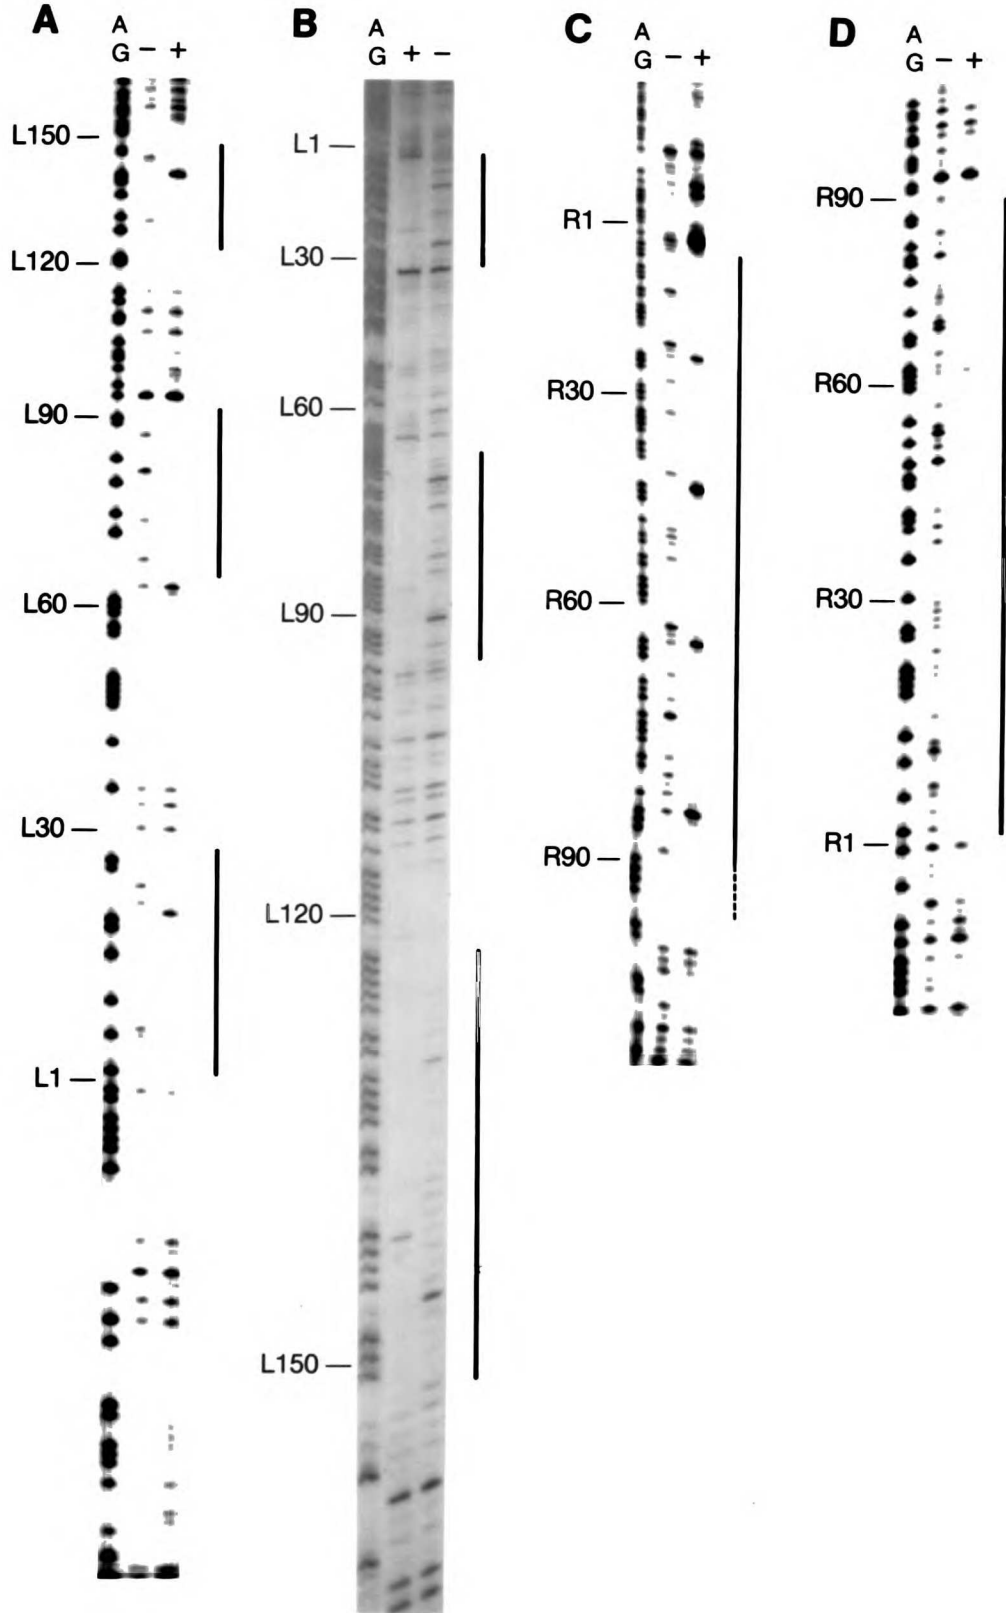 A
A
G – +
L150
L120
L90
L60
L30
L1
B
A
G + –
L1
L30
L60
L90
L120
L150
C
A
G – +
R1
R30
R60
R90
D
A
G – +
R90
R60
R30
R1